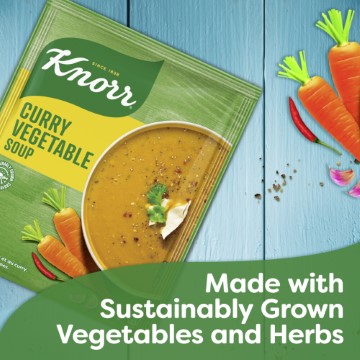 SINCE 1838
Knorr
CURRY
VEGETABLE
SOUP
Made with
Sustainably Grown
Vegetables and Herbs